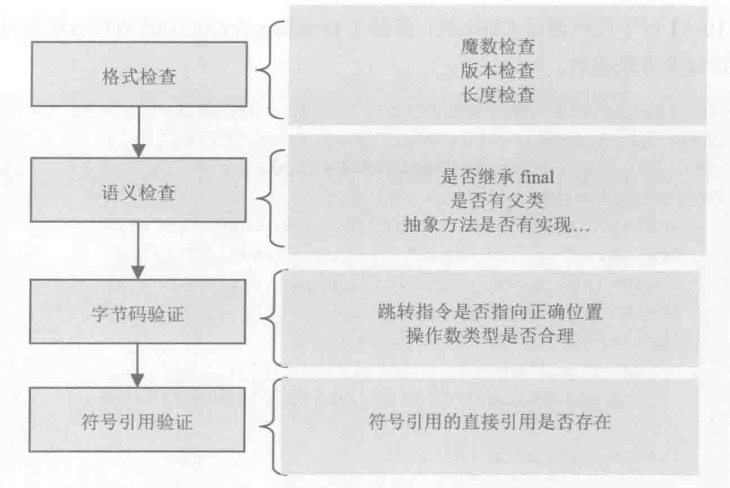 格式检查
魔数检查
版本检查
长度检查
语义检查
是否继承 final
是否有父类
抽象方法是否有实现…
字节码验证
跳转指令是否指向正确位置
操作数类型是否合理
符号引用验证
符号引用的直接引用是否存在